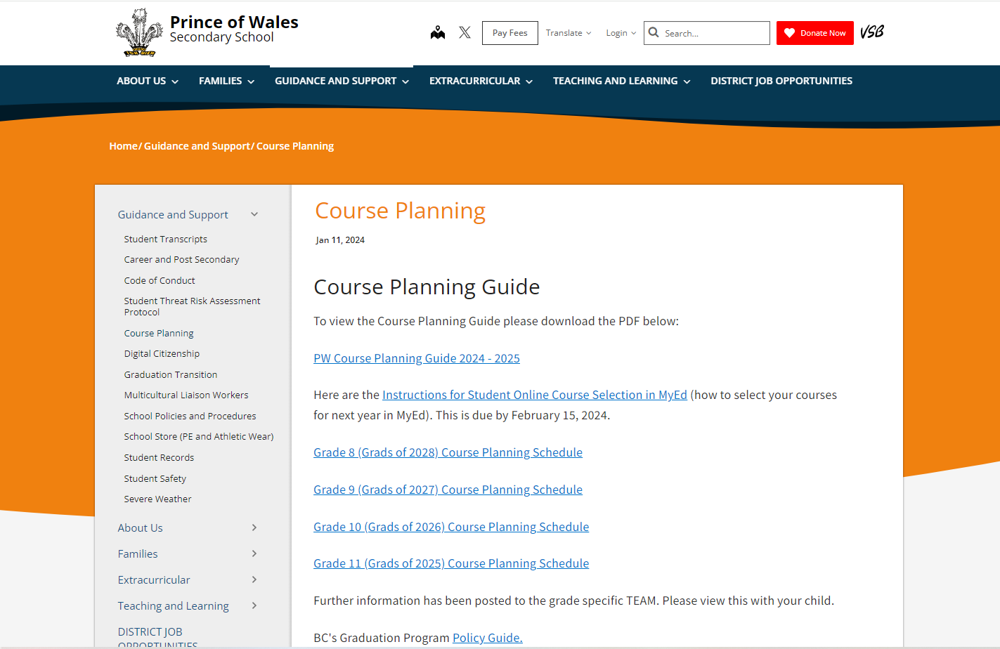 Prince of Wales
Secondary School
Pay Fees
Translate
Login
Search...
Donate Now
VSB
ABOUT US
FAMILIES
GUIDANCE AND SUPPORT
EXTRACURRICULAR
TEACHING AND LEARNING
DISTRICT JOB OPPORTUNITIES
Home/ Guidance and Support/ Course Planning
Guidance and Support
Student Transcripts
Career and Post Secondary
Code of Conduct
Student Threat Risk Assessment
Protocol
Course Planning
Digital Citizenship
Graduation Transition
Multicultural Liaison Workers
School Policies and Procedures
School Store (PE and Athletic Wear)
Student Records
Student Safety
Severe Weather
About Us
Families
Extracurricular
Teaching and Learning
DISTRICT JOB
OPPORTUNITIES
Course Planning
Jan 11, 2024
Course Planning Guide
To view the Course Planning Guide please download the PDF below:
PW Course Planning Guide 2024 - 2025
Here are the Instructions for Student Online Course Selection in MyEd (how to select your courses
for next year in MyEd). This is due by February 15, 2024.
Grade 8 (Grads of 2028) Course Planning Schedule
Grade 9 (Grads of 2027) Course Planning Schedule
Grade 10 (Grads of 2026) Course Planning Schedule
Grade 11 (Grads of 2025) Course Planning Schedule
Further information has been posted to the grade specific TEAM. Please view this with your child.
BC's Graduation Program Policy Guide.